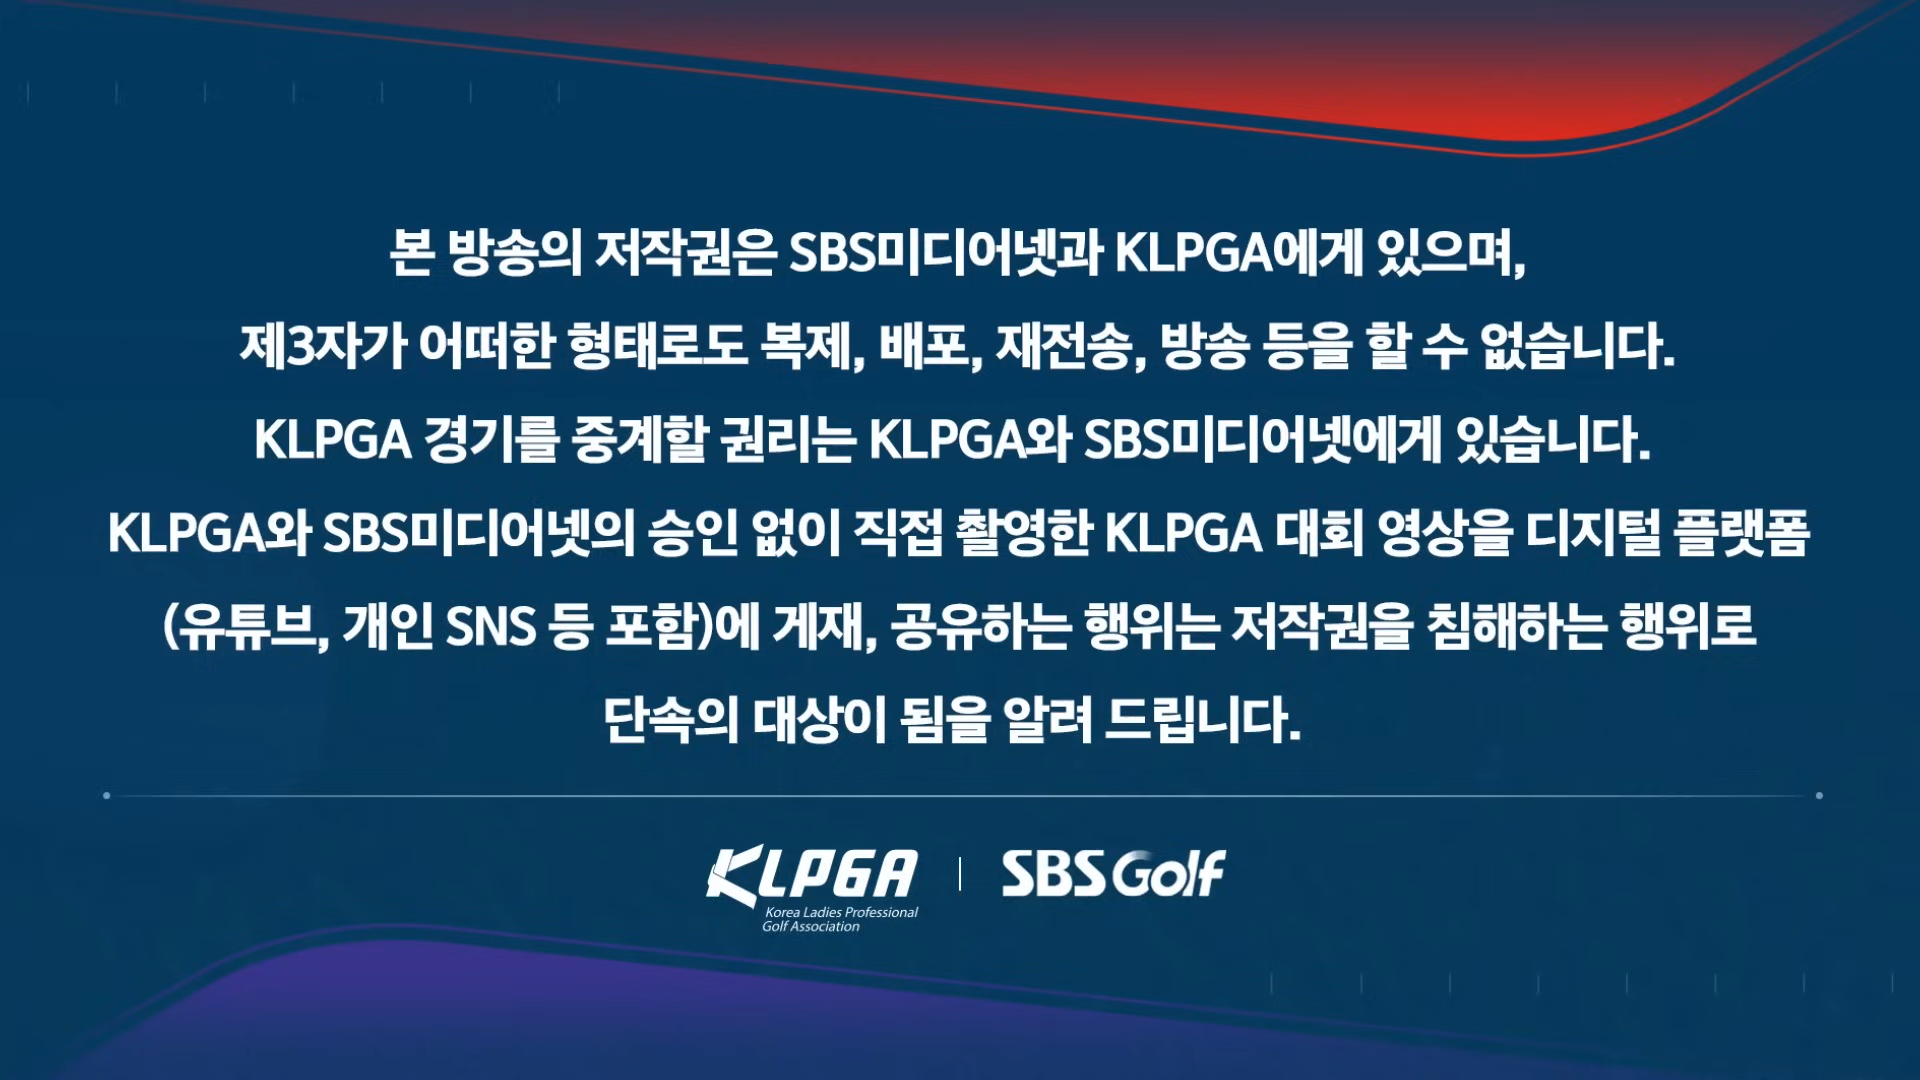 본 방송의 저작권은 SBS미디어넷과 KLPGA에게 있으며,
제3자가 어떠한 형태로도 복제, 배포, 재전송, 방송 등을 할 수 없습니다.
KLPGA 경기를 중계할 권리는 KLPGA와 SBS미디어넷에게 있습니다.
KLPGA와 SBS미디어넷의 승인 없이 직접 촬영한 KLPGA 대회 영상을 디지털 플랫폼
(유튜브, 개인 SNS 등 포함)에 게재, 공유하는 행위는 저작권을 침해하는 행위로
단속의 대상이 됨을 알려 드립니다.
KLPGA
Korea Ladies Professional
Golf Association
SBS Golf